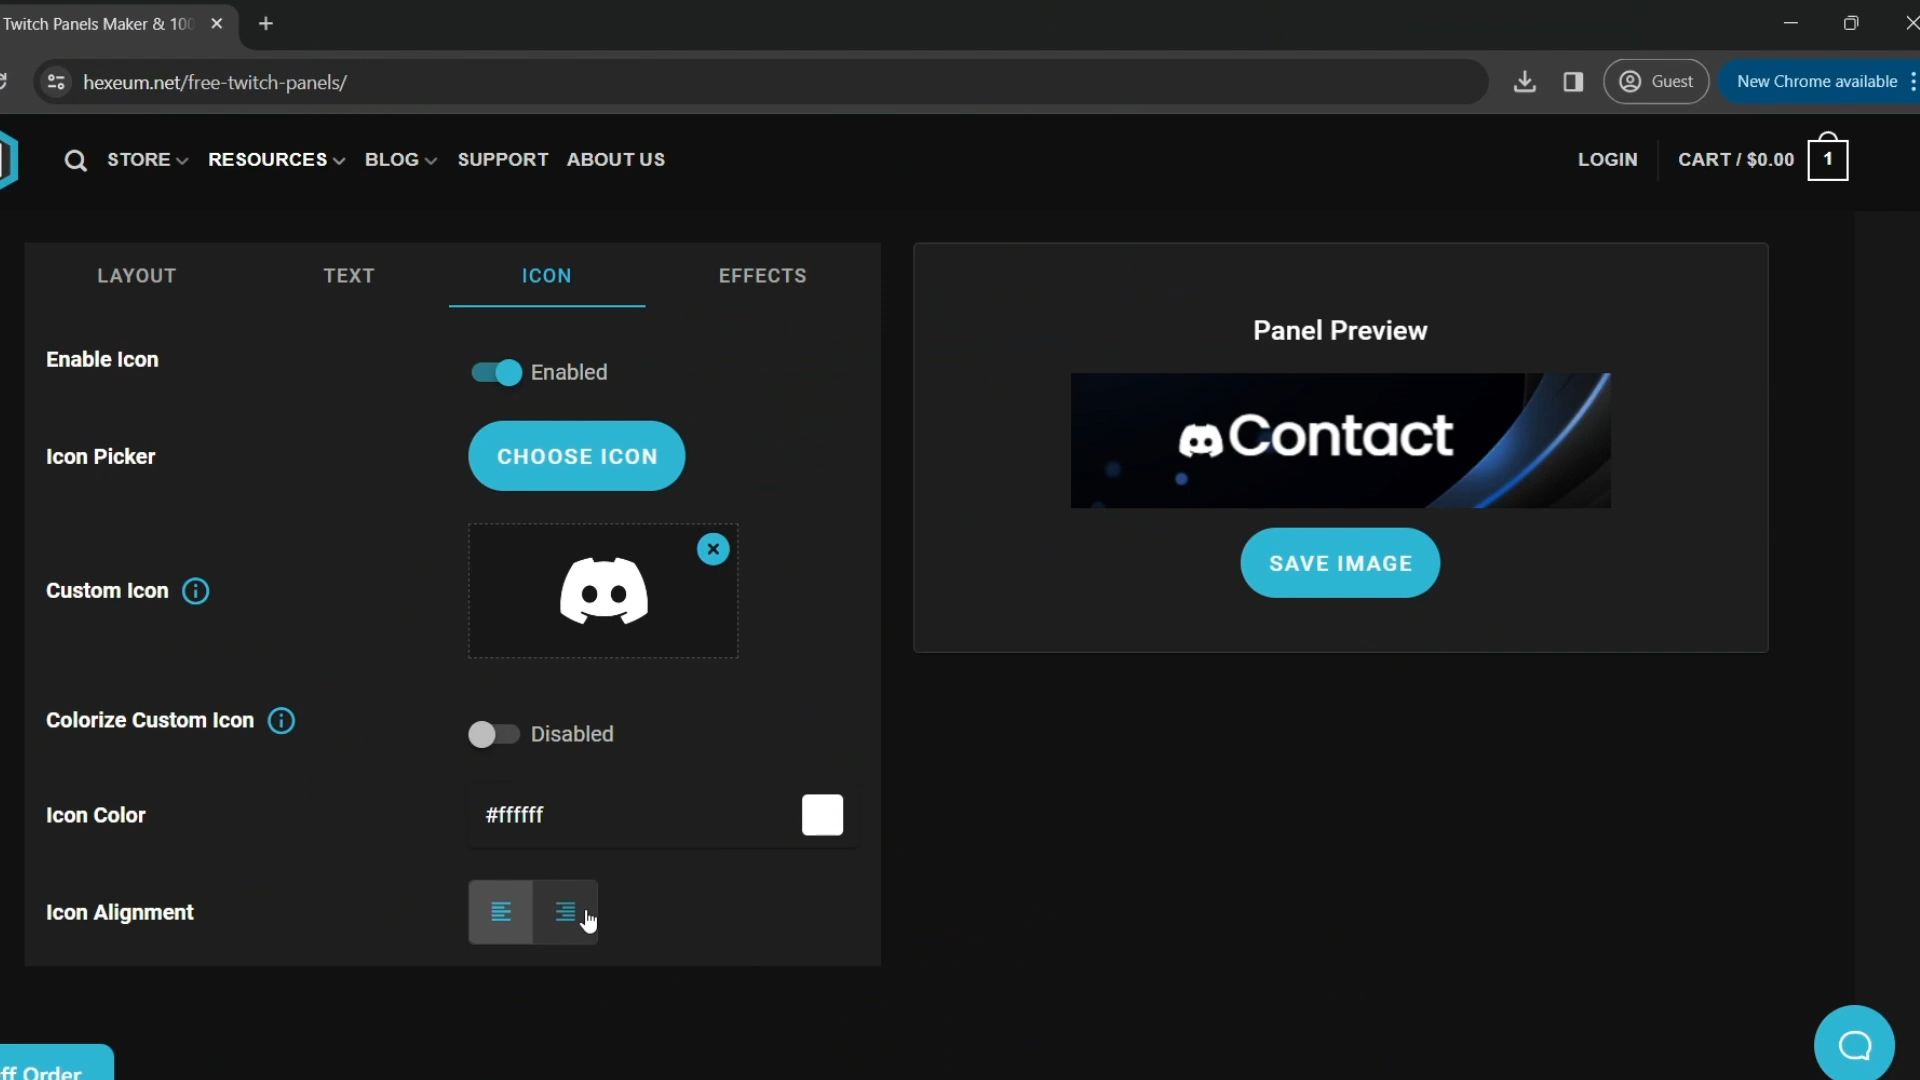 Twitch Panels Maker & 100
hexeum.net/free-twitch-panels/
Guest
New Chrome available
STORE
RESOURCES
BLOG
SUPPORT
ABOUT US
LOGIN
CART / $0.00
1
LAYOUT
TEXT
ICON
EFFECTS
Enable Icon
Enabled
Icon Picker
CHOOSE ICON
Custom Icon
Colorize Custom Icon
Disabled
Icon Color
#ffffff
Icon Alignment
Panel Preview
Contact
SAVE IMAGE
ff Order